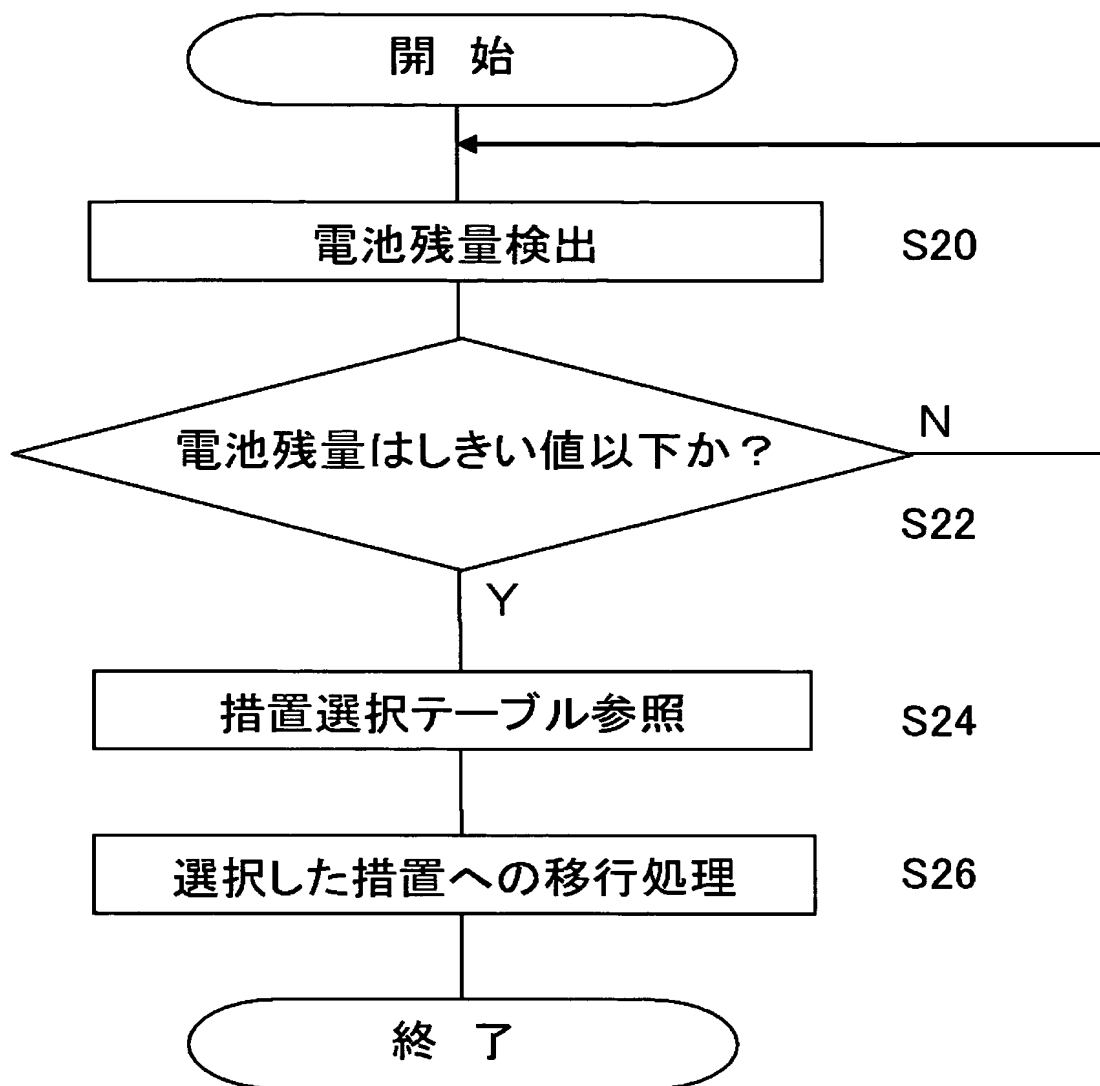 開 始
電池残量検出
S20
電池残量はしきい値以下か？
N
S22
Y
措置選択テーブル参照
S24
選択した措置への移行処理
S26
終 了